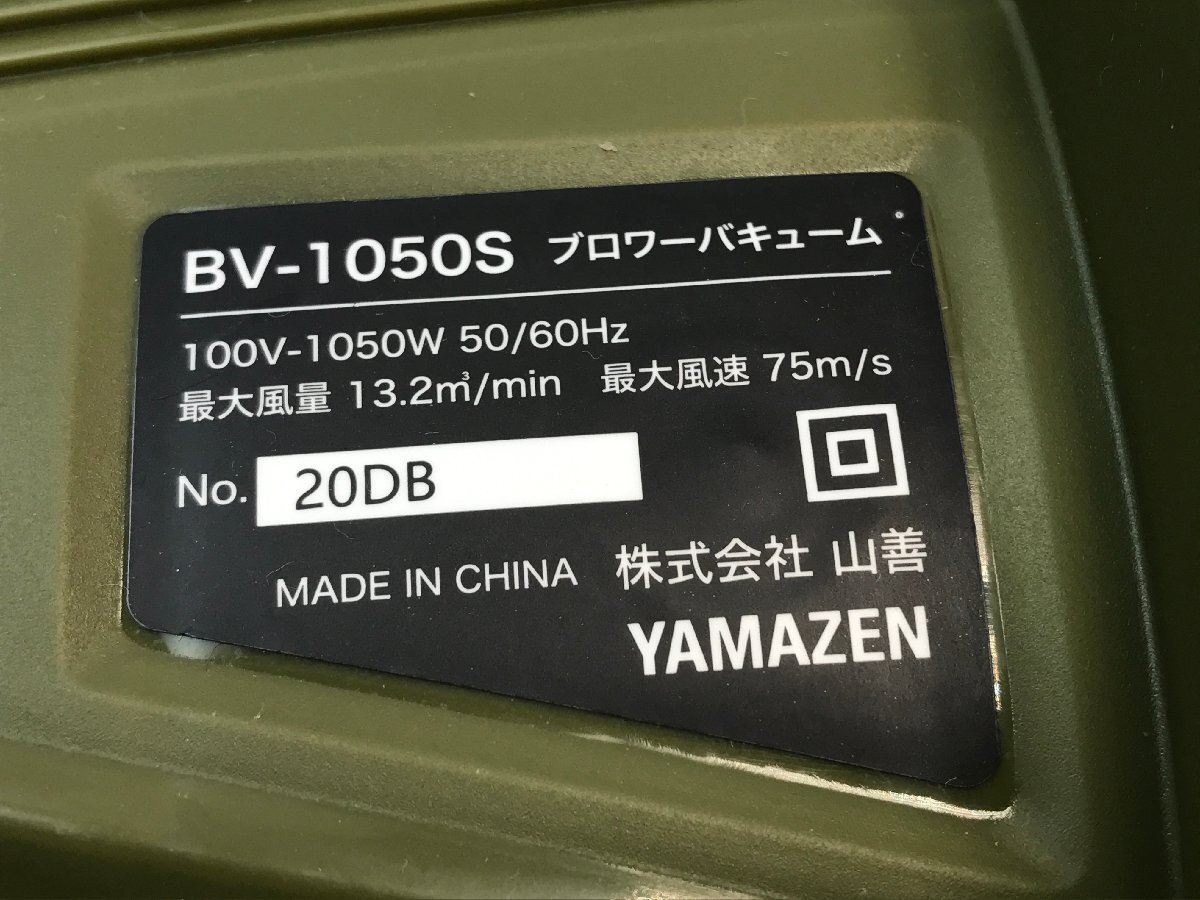 BV-1050S ブロワーバキューム
100V-1050W 50/60Hz
最大風量 13.2㎥/min 最大風速 75m/s
No. 20DB
MADE IN CHINA 株式会社 山善
YAMAZEN